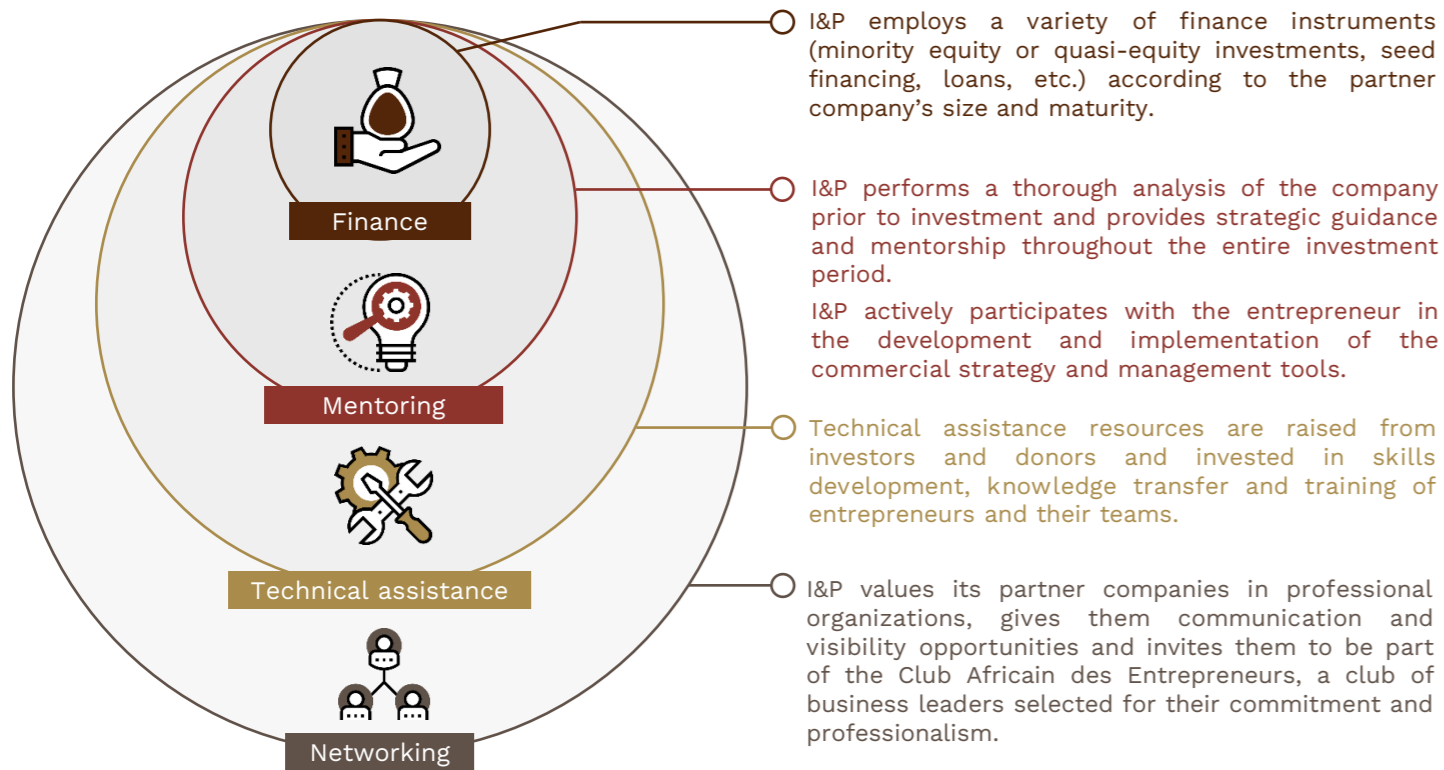 Finance
Mentoring
Technical assistance
Networking
I&P employs a variety of finance instruments
(minority equity or quasi-equity investments, seed
financing, loans, etc.) according to the partner
company’s size and maturity.
I&P performs a thorough analysis of the company
prior to investment and provides strategic guidance
and mentorship throughout the entire investment
period.
I&P actively participates with the entrepreneur in
the development and implementation of the
commercial strategy and management tools.
Technical assistance resources are raised from
investors and donors and invested in skills
development, knowledge transfer and training of
entrepreneurs and their teams.
I&P values its partner companies in professional
organizations, gives them communication and
visibility opportunities and invites them to be part
of the Club Africain des Entrepreneurs, a club of
business leaders selected for their commitment and
professionalism.